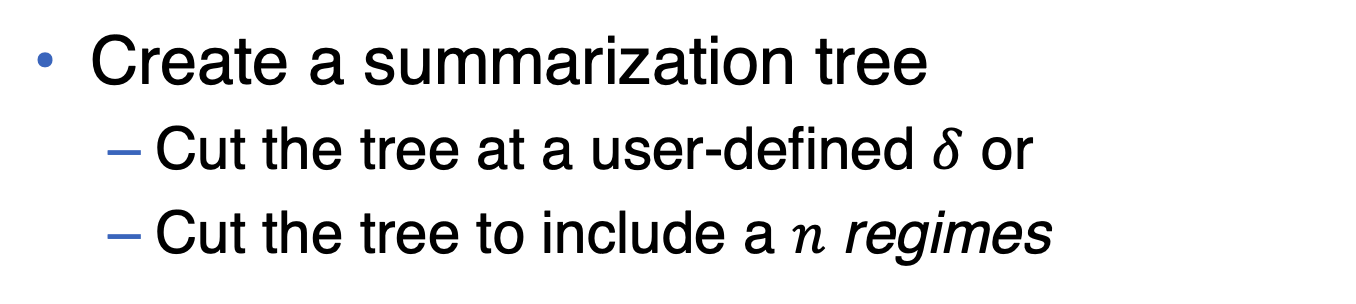 • Create a summarization tree
– Cut the tree at a user-defined 𝛿 or
– Cut the tree to include a 𝑛 regimes